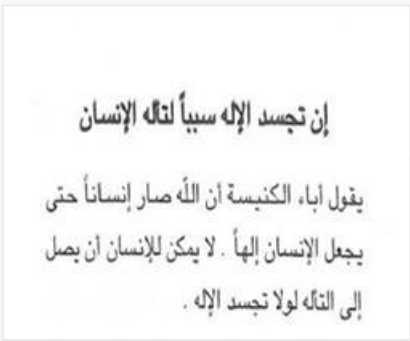 إن تجسد الإله سبباً لتأله الإنسان
يقول أباء الكنيسة أن الله صار إنساناً حتى
يجعل الإنسان إلهاً . لا يمكن للإنسان أن يصل
إلى التأله لولا تجسد الإله .